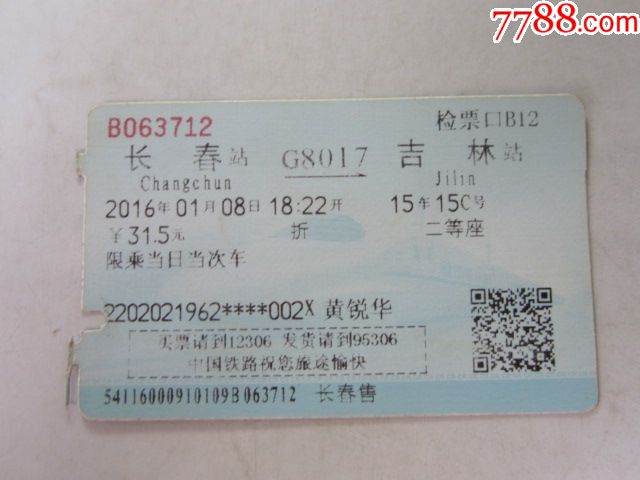 7788.com
B063712
检票口B12
长春站 G8017 吉林站
Changchun Jilin
2016年01月08日18:22开 15车15C号
￥31.5元 折 二等座
限乘当日当次车
2202021962****002X 黄锐华
买票请到12306 发货请到95306
中国铁路祝您旅途愉快
54116000910109B063712 长春售